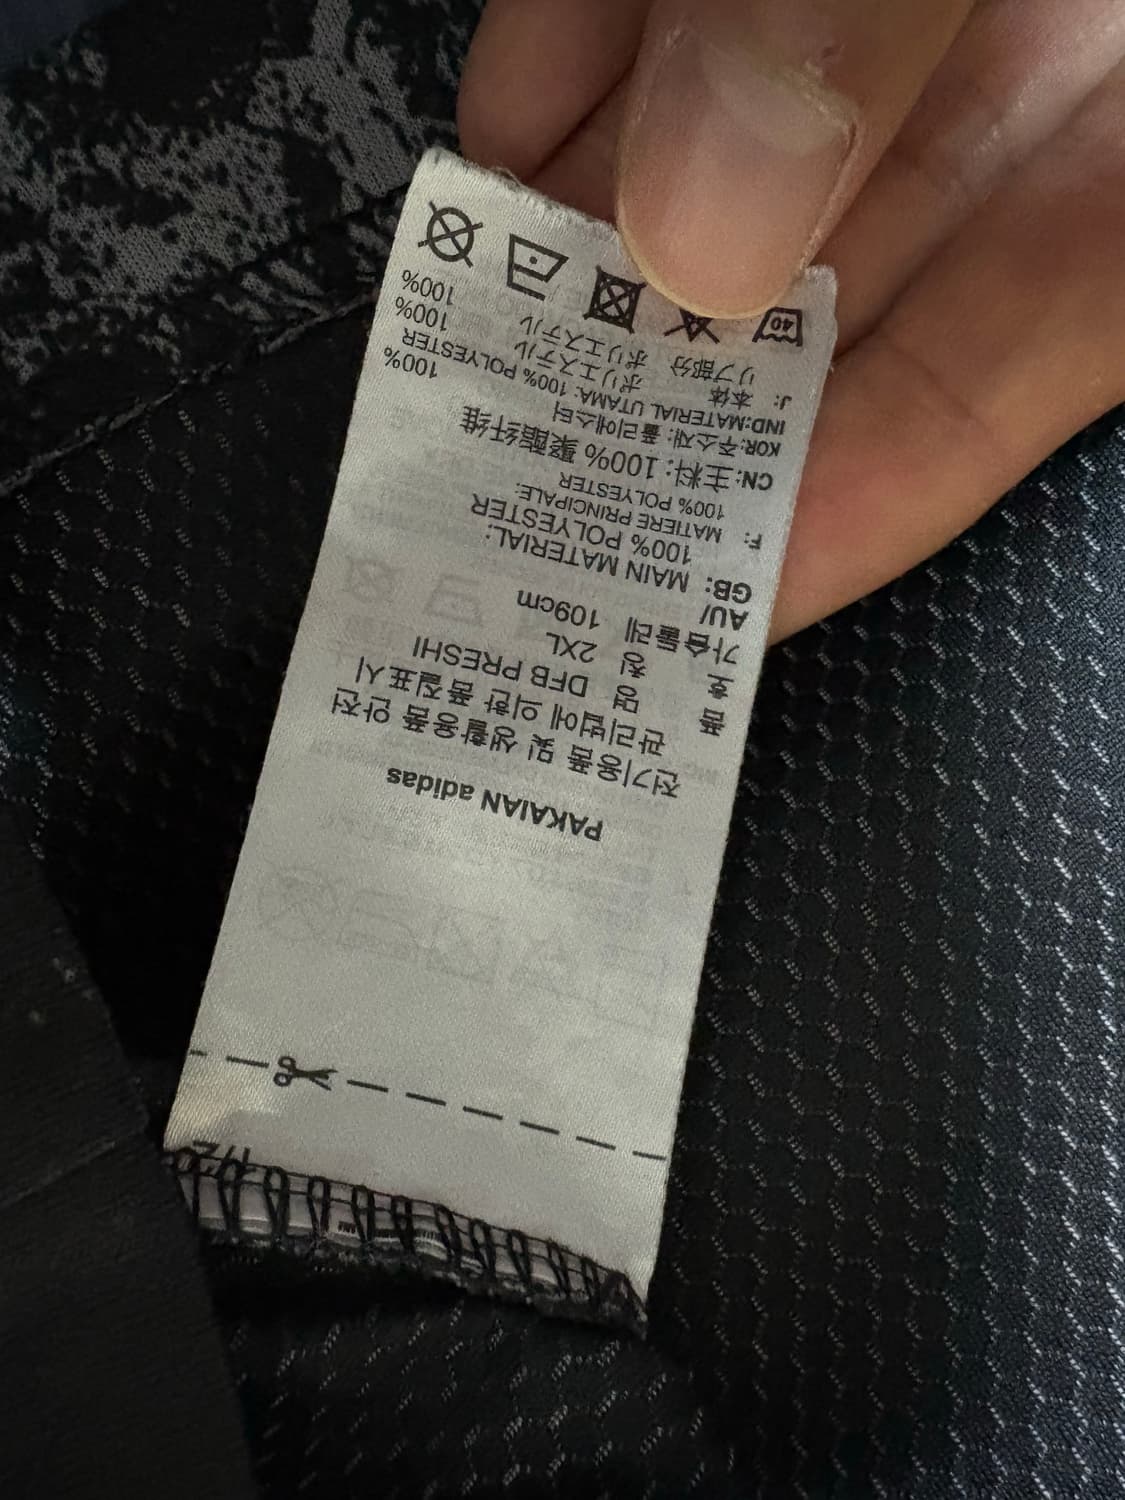 PAKAIAN adidas
전기용품 및 생활용품 안전
관리법에 의한 품질표시
품 명 DFB PRESHI
호 칭 2XL
가슴둘레 109cm
AU/
GB: MAIN MATERIAL:
100% POLYESTER
F: MATIERE PRINCIPALE:
100% POLYESTER
CN: 主料: 100% 聚酯纤维
KOR: 주소재: 폴리에스터 100%
IND:MATERIAL UTAMA: 100% POLYESTER
J: 本体 ポリエステル 100%
リブ部分 ポリエステル 100%
40
1/2